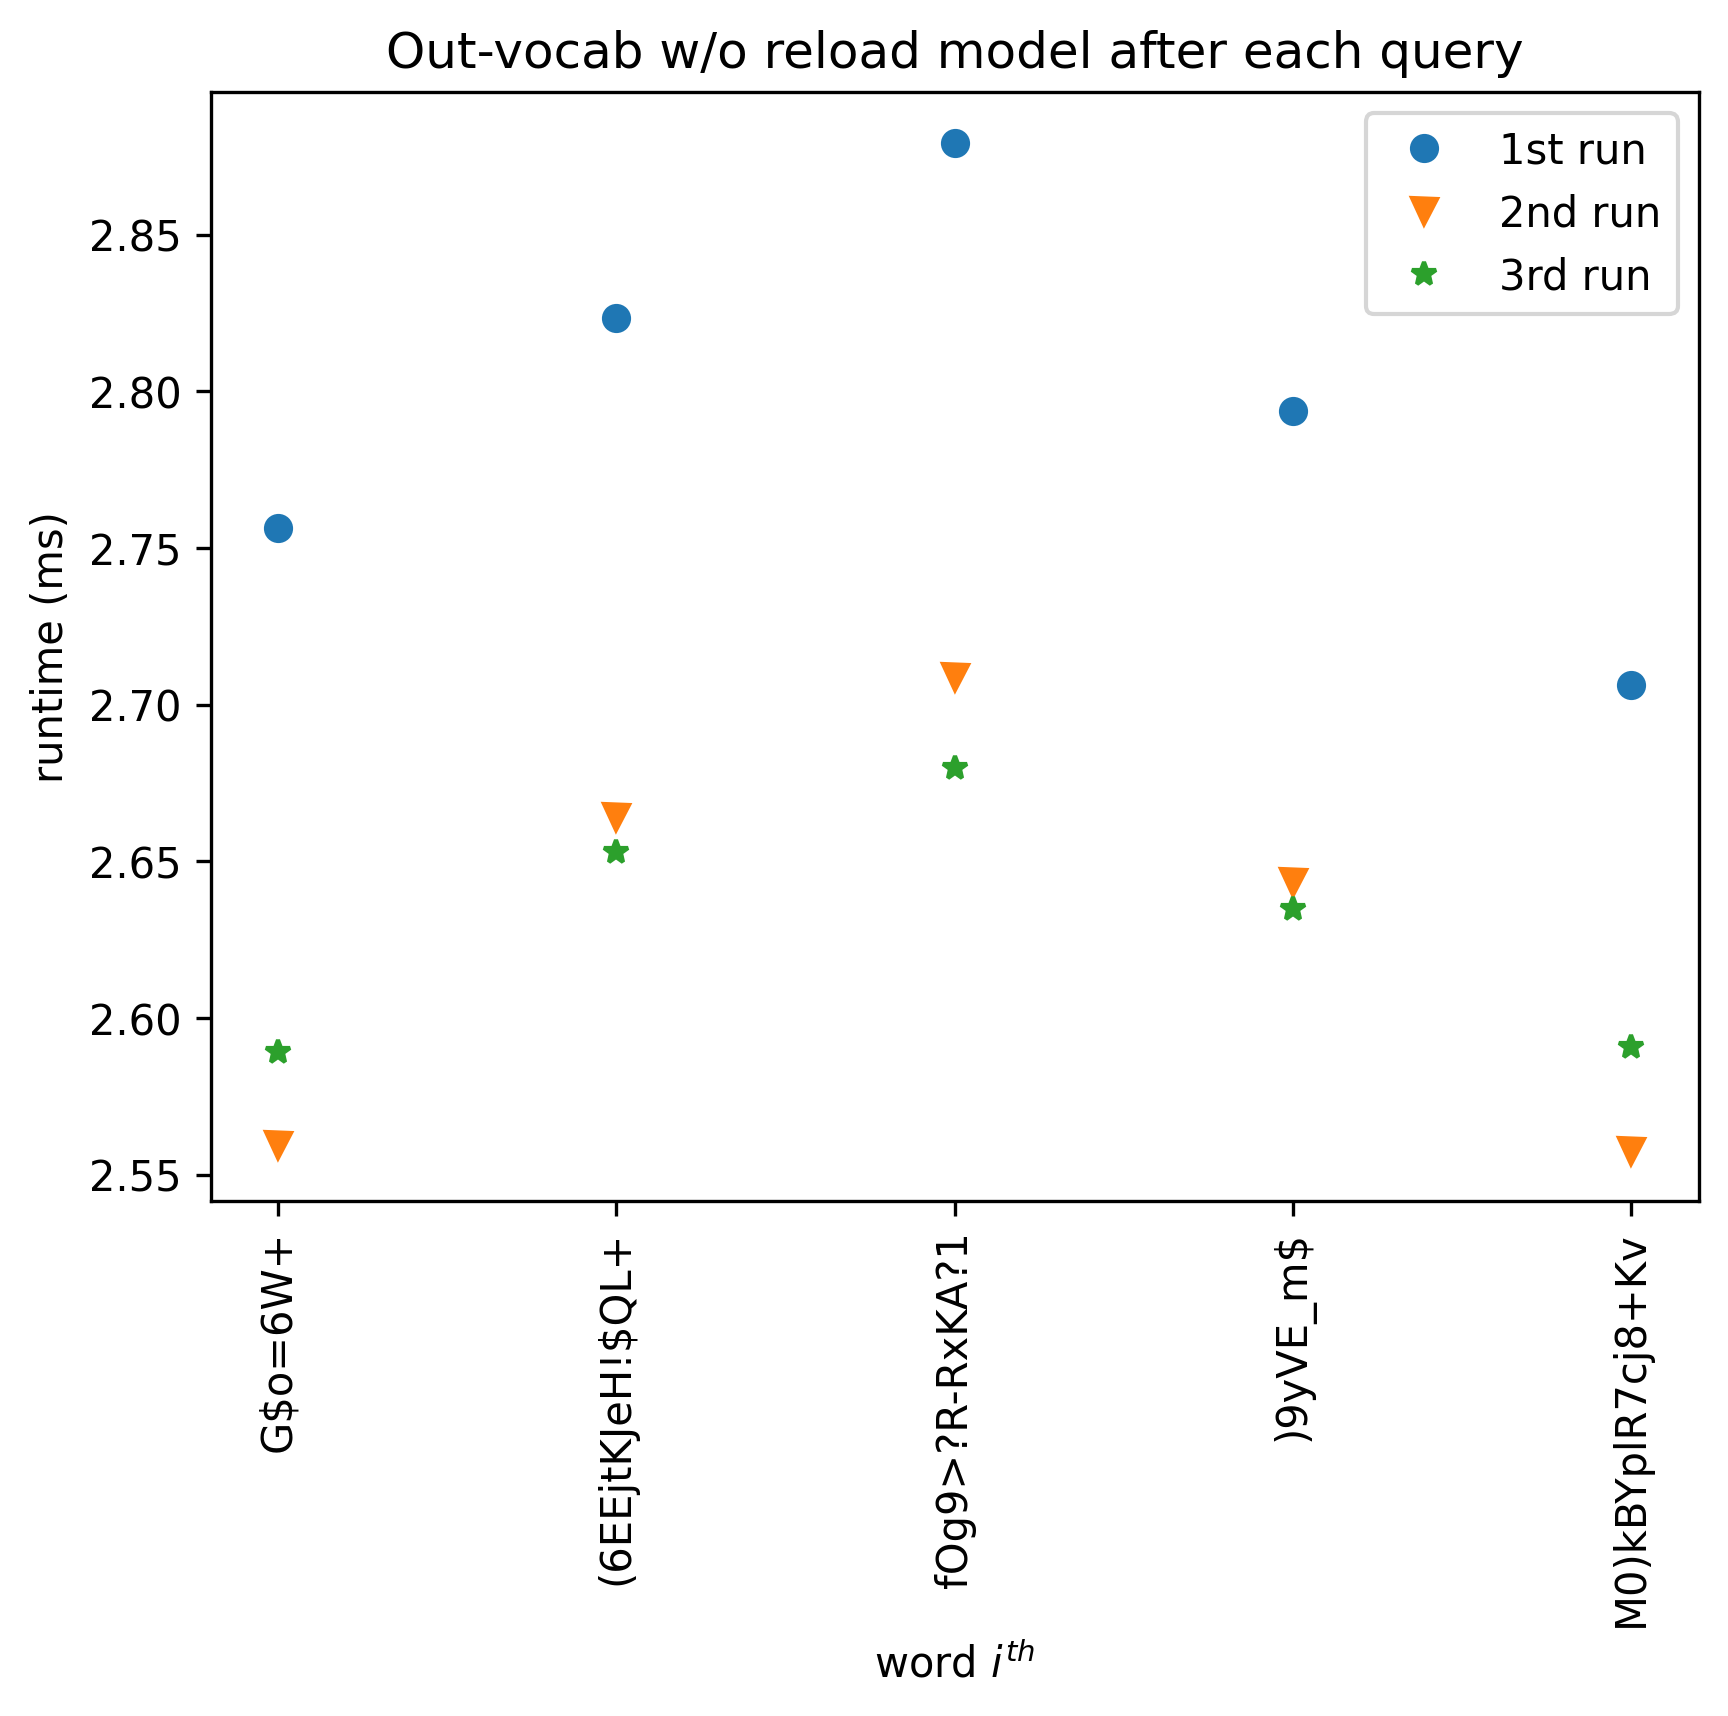 Out-vocab w/o reload model after each query
1st run
2nd run
3rd run
2.85
2.80
2.75
2.70
2.65
2.60
2.55
runtime (ms)
G$o=6W+
(6EEjtKJeH!$QL+
fOg9>?R-RxKA?1
)9yVE_m$
M0)kBYplR7cj8+Kv
word i^th